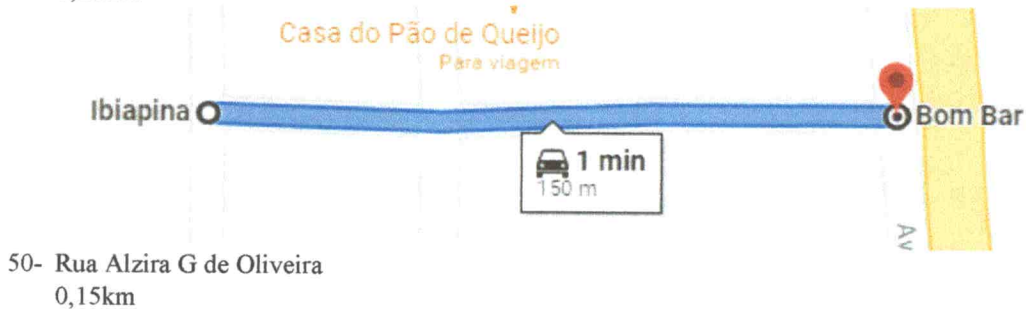 Casa do Pão de Queijo
Para viagem
Ibiapina
Bom Bar
1 min
150 m
Av
50- Rua Alzira G de Oliveira
0,15km